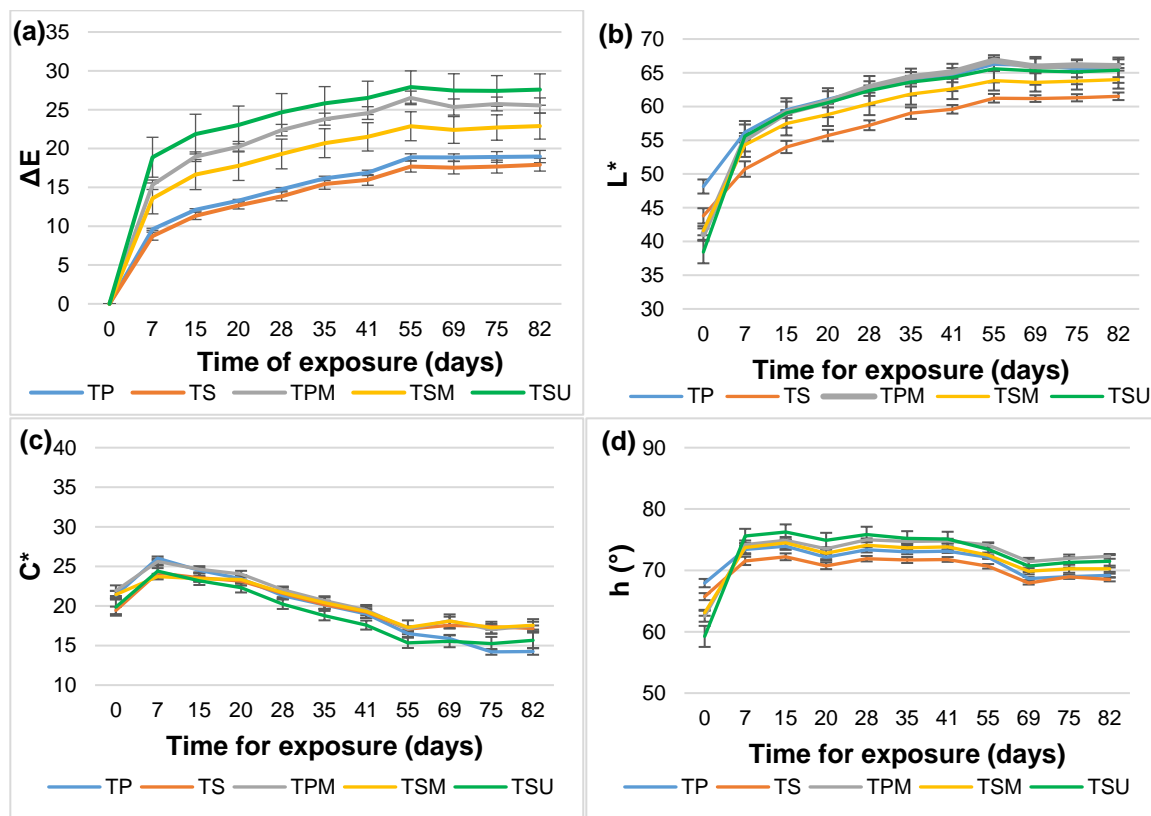 (a)
35
30
25
20
15
10
5
0
ΔE
0 7 15 20 28 35 41 55 69 75 82
Time of exposure (days)
TP TS TPM TSM TSU
(b)
70
65
60
55
50
45
40
35
30
L*
0 7 15 20 28 35 41 55 69 75 82
Time for exposure (days)
TP TS TPM TSM TSU
(c)
40
35
30
25
20
15
10
C*
0 7 15 20 28 35 41 55 69 75 82
Time for exposure (days)
TP TS TPM TSM TSU
(d)
90
80
70
60
50
h (°)
0 7 15 20 28 35 41 55 69 75 82
Time for exposure (days)
TP TS TPM TSM TSU